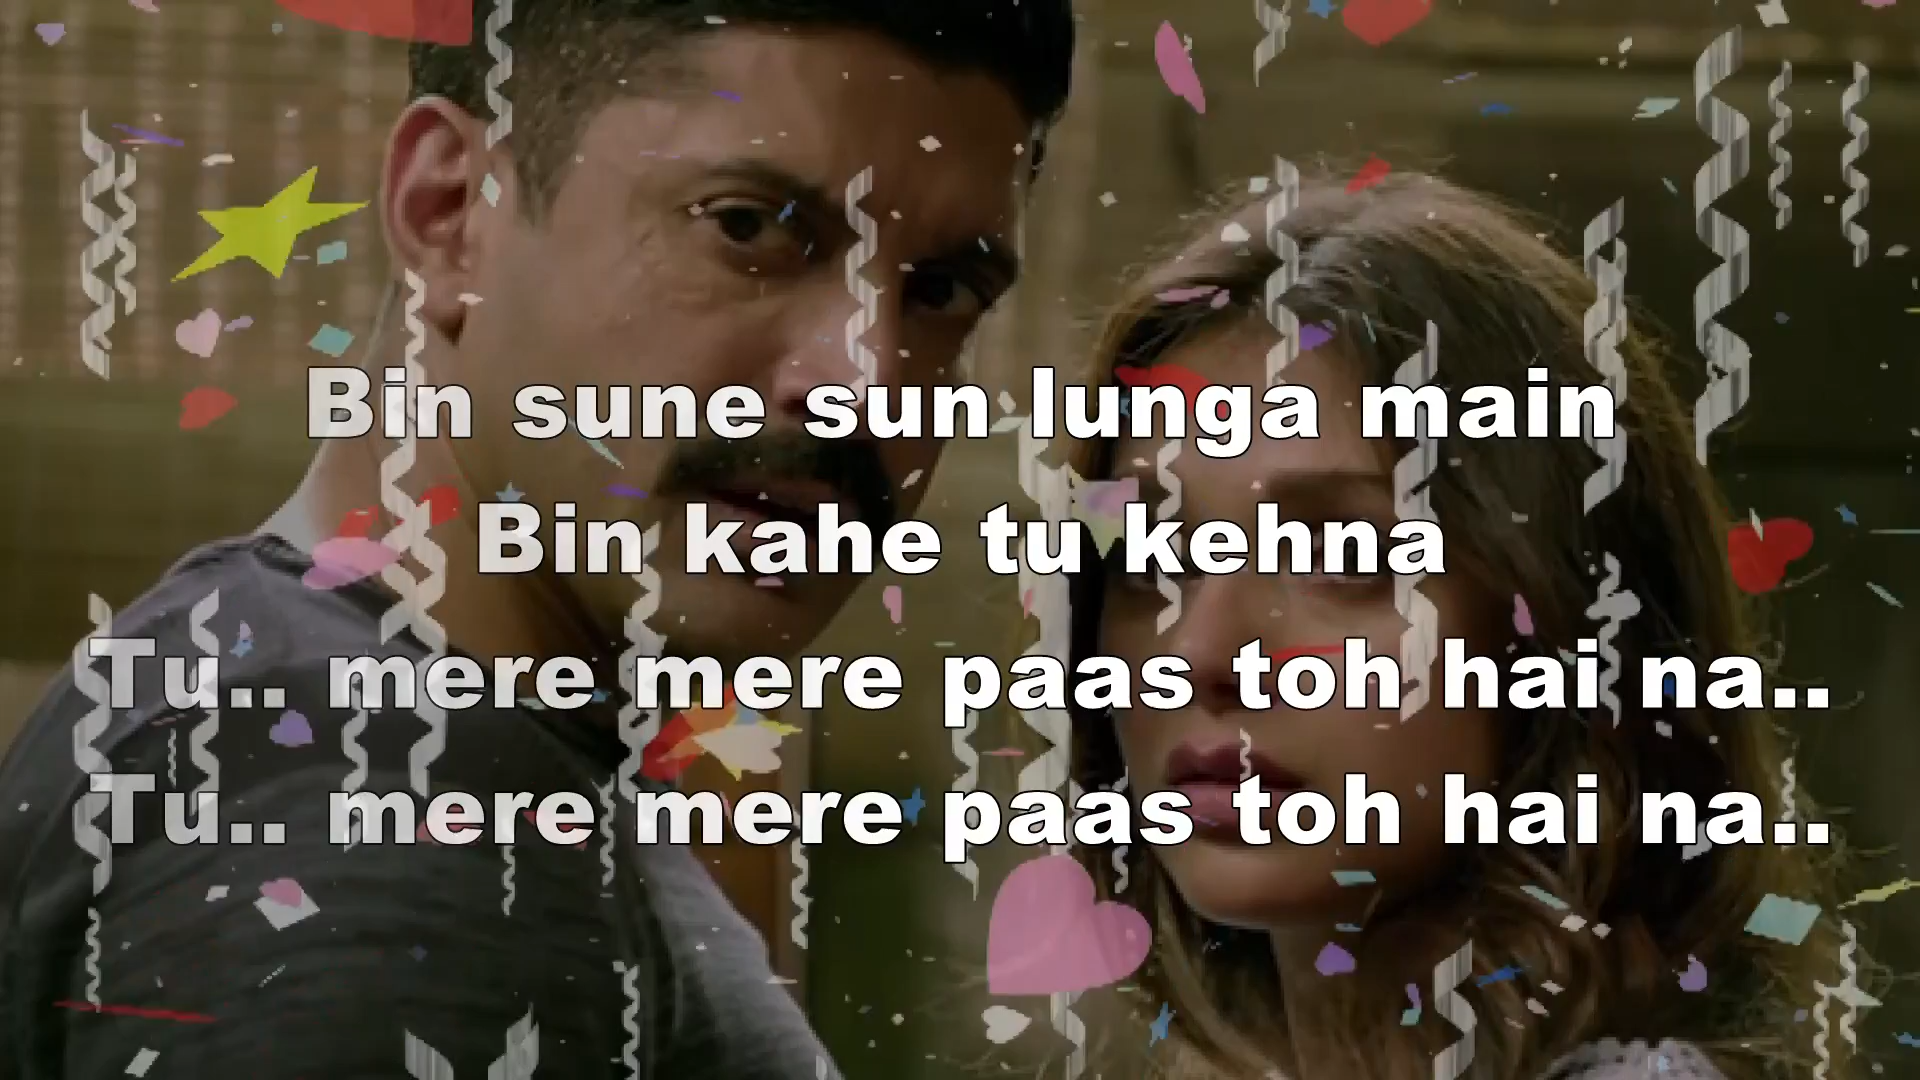 Bin sune sun lunga main
Bin kahe tu kehna
Tu.. mere mere paas toh hai na..
Tu.. mere mere paas toh hai na..